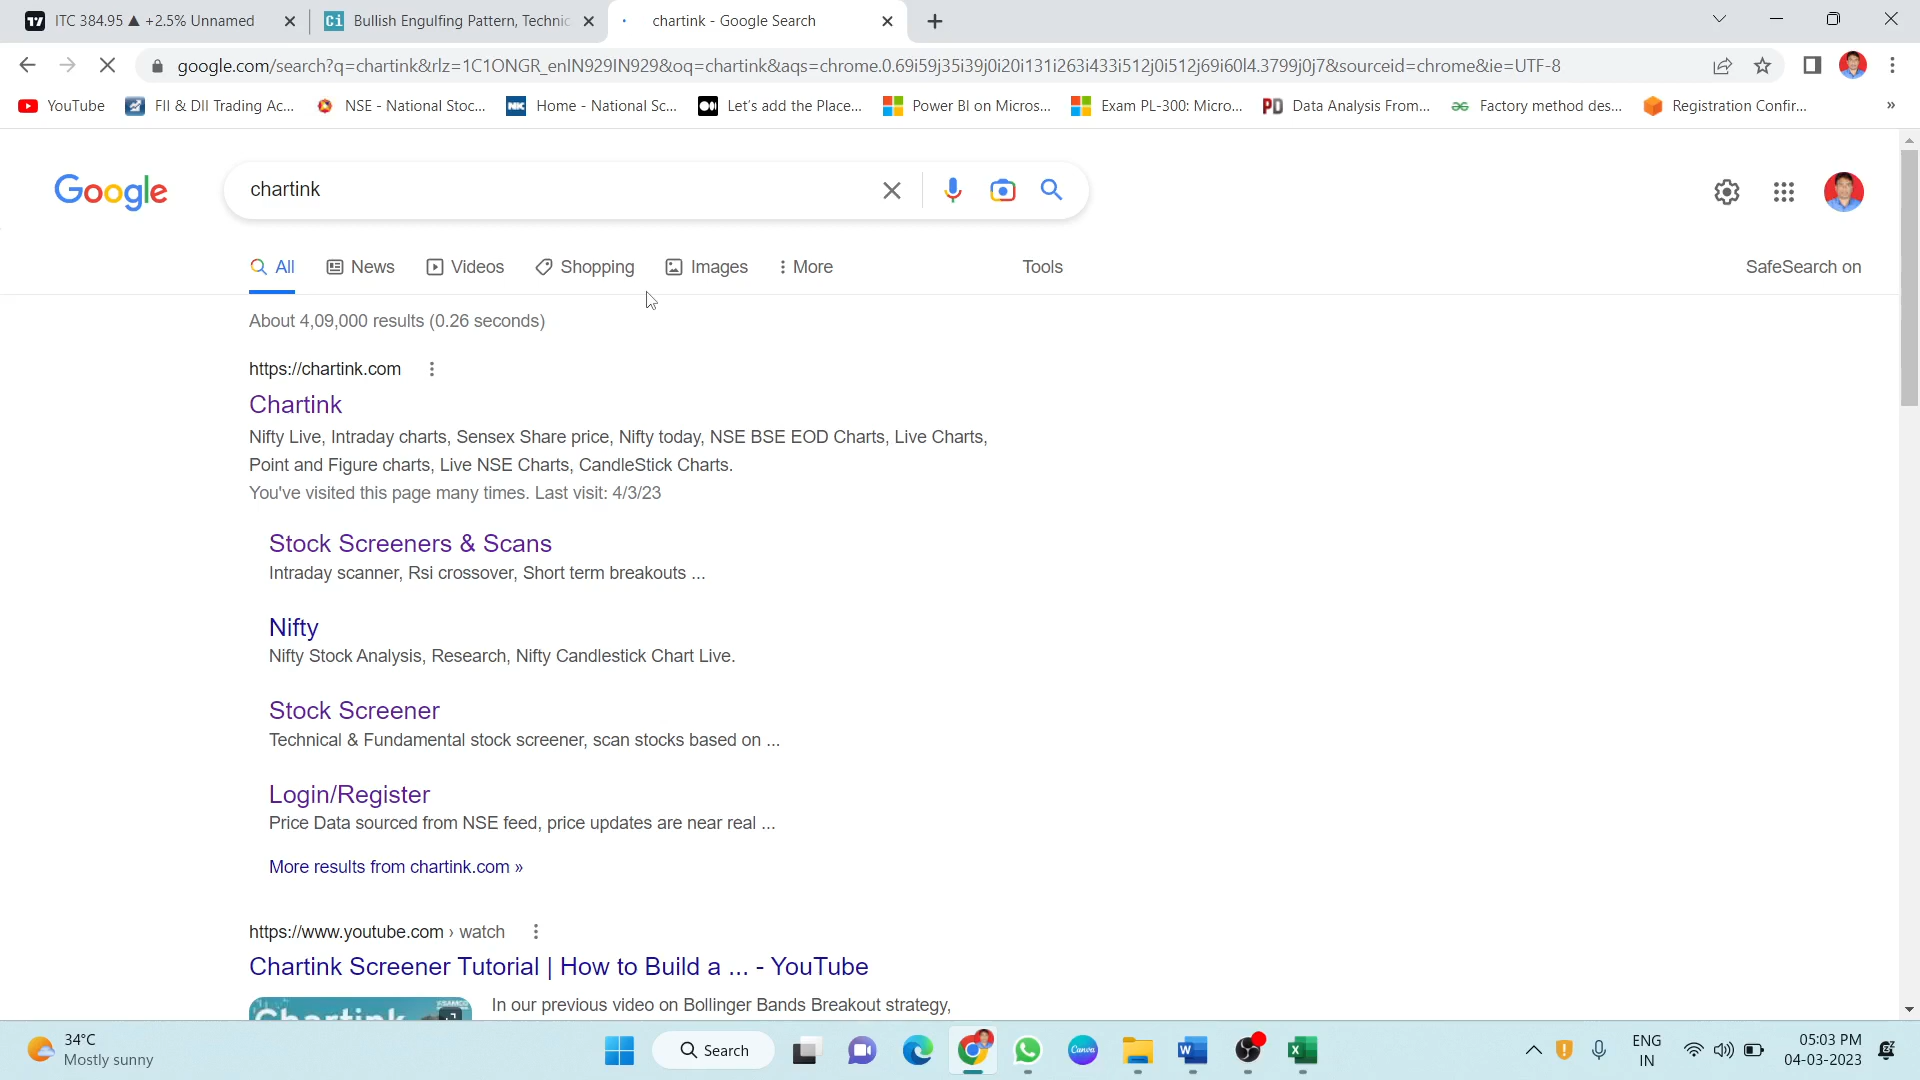 ITC 384.95 ▲ +2.5% Unnamed
Bullish Engulfing Pattern, Technic
chartink - Google Search
google.com/search?q=chartink&rlz=1C1ONGR_enIN929IN929&oq=chartink&aqs=chrome.0.69i59j35i39j0i20i131i263i433i512j0i512j69i60l4.3799j0j7&sourceid=chrome&ie=UTF-8
YouTube
FII & DII Trading Ac...
NSE - National Stoc...
Home - National Sc...
Let's add the Place...
Power BI on Micros...
Exam PL-300: Micro...
Data Analysis From...
Factory method des...
Registration Confir...
»
Google
chartink
All
News
Videos
Shopping
Images
More
Tools
SafeSearch on
About 4,09,000 results (0.26 seconds)
https://chartink.com
Chartink
Nifty Live, Intraday charts, Sensex Share price, Nifty today, NSE BSE EOD Charts, Live Charts,
Point and Figure charts, Live NSE Charts, CandleStick Charts.
You've visited this page many times. Last visit: 4/3/23
Stock Screeners & Scans
Intraday scanner, Rsi crossover, Short term breakouts ...
Nifty
Nifty Stock Analysis, Research, Nifty Candlestick Chart Live.
Stock Screener
Technical & Fundamental stock screener, scan stocks based on ...
Login/Register
Price Data sourced from NSE feed, price updates are near real ...
More results from chartink.com »
https://www.youtube.com › watch
Chartink Screener Tutorial | How to Build a ... - YouTube
In our previous video on Bollinger Bands Breakout strategy,
Chartink
34°C
Mostly sunny
Search
ENG
IN
05:03 PM
04-03-2023